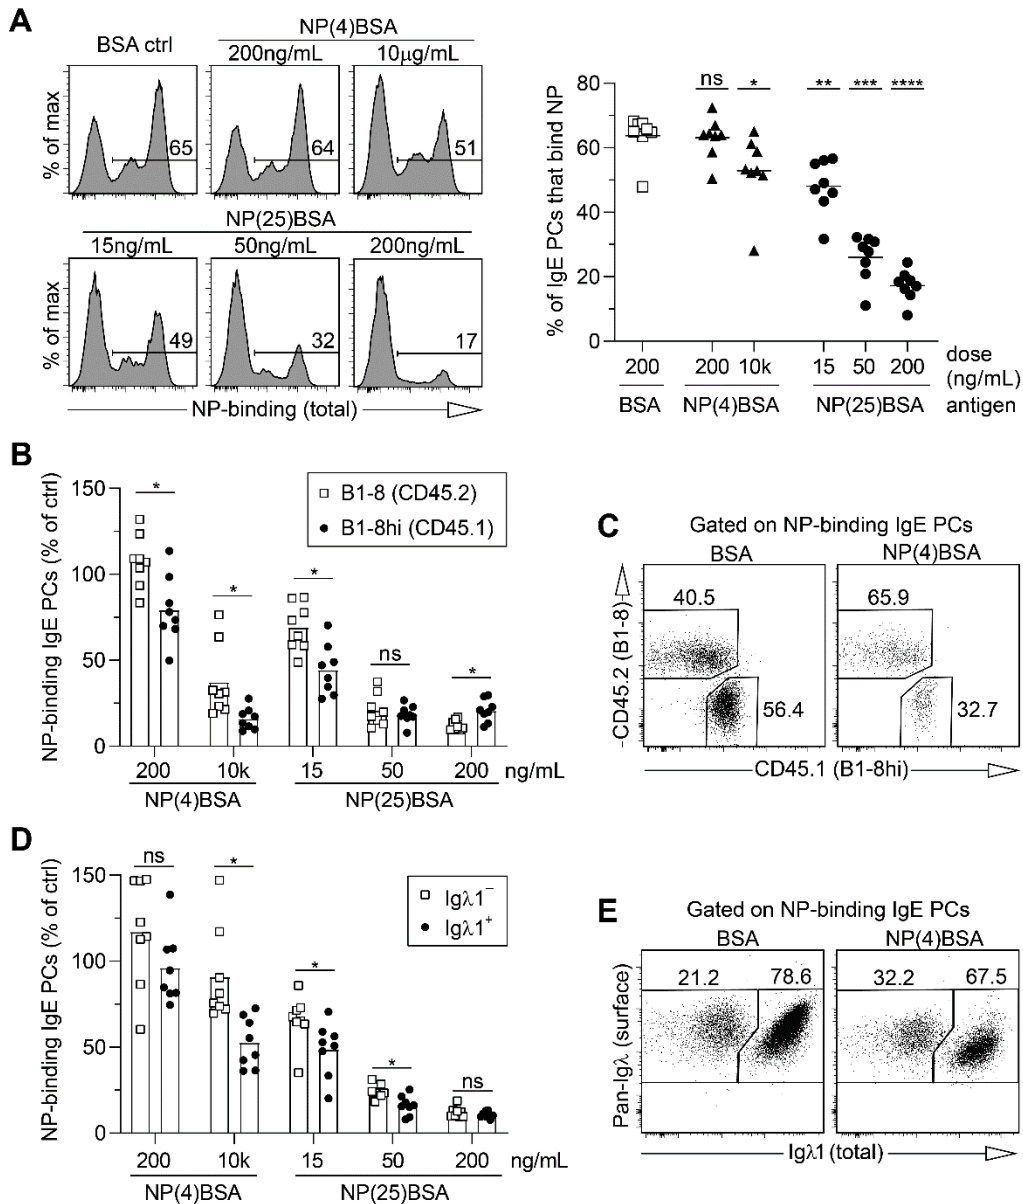 A
NP(4)BSA
BSA ctrl
200ng/mL
10μg/mL
% of max
65
64
51
NP(25)BSA
15ng/mL
50ng/mL
200ng/mL
% of max
49
32
17
NP-binding (total)
% of IgE PCs that bind NP
80
60
40
20
0
ns
*
**
***
****
200
200
10k
15
50
200
dose (ng/mL)
BSA
NP(4)BSA
NP(25)BSA
antigen
B
NP-binding IgE PCs (% of ctrl)
150
100
50
0
*
*
*
ns
*
B1-8 (CD45.2)
B1-8hi (CD45.1)
200
10k
15
50
200
ng/mL
NP(4)BSA
NP(25)BSA
C
Gated on NP-binding IgE PCs
BSA
NP(4)BSA
CD45.2 (B1-8)
40.5
56.4
65.9
32.7
CD45.1 (B1-8hi)
D
NP-binding IgE PCs (% of ctrl)
150
100
50
0
ns
*
*
*
ns
Igλ1⁻
Igλ1⁺
200
10k
15
50
200
ng/mL
NP(4)BSA
NP(25)BSA
E
Gated on NP-binding IgE PCs
BSA
NP(4)BSA
Pan-Igλ (surface)
21.2
78.6
32.2
67.5
Igλ1 (total)